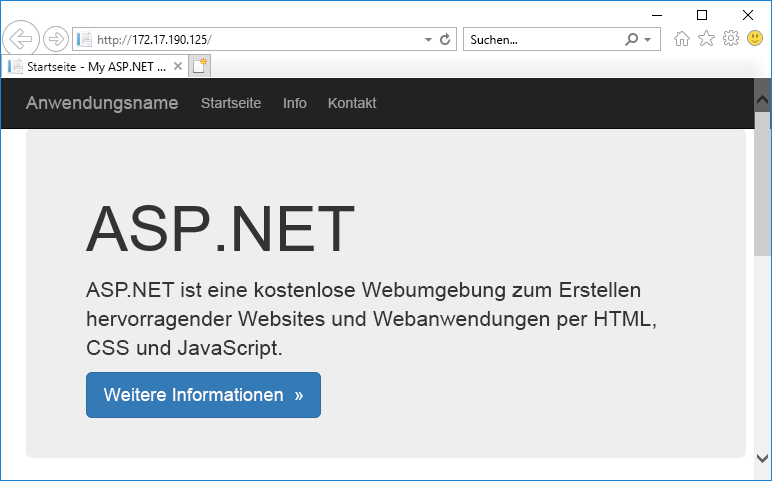 http://172.17.190.125/
Suchen...
Startseite - My ASP.NET ...
Anwendungsname Startseite Info Kontakt
ASP.NET
ASP.NET ist eine kostenlose Webumgebung zum Erstellen
hervorragender Websites und Webanwendungen per HTML,
CSS und JavaScript.
Weitere Informationen »